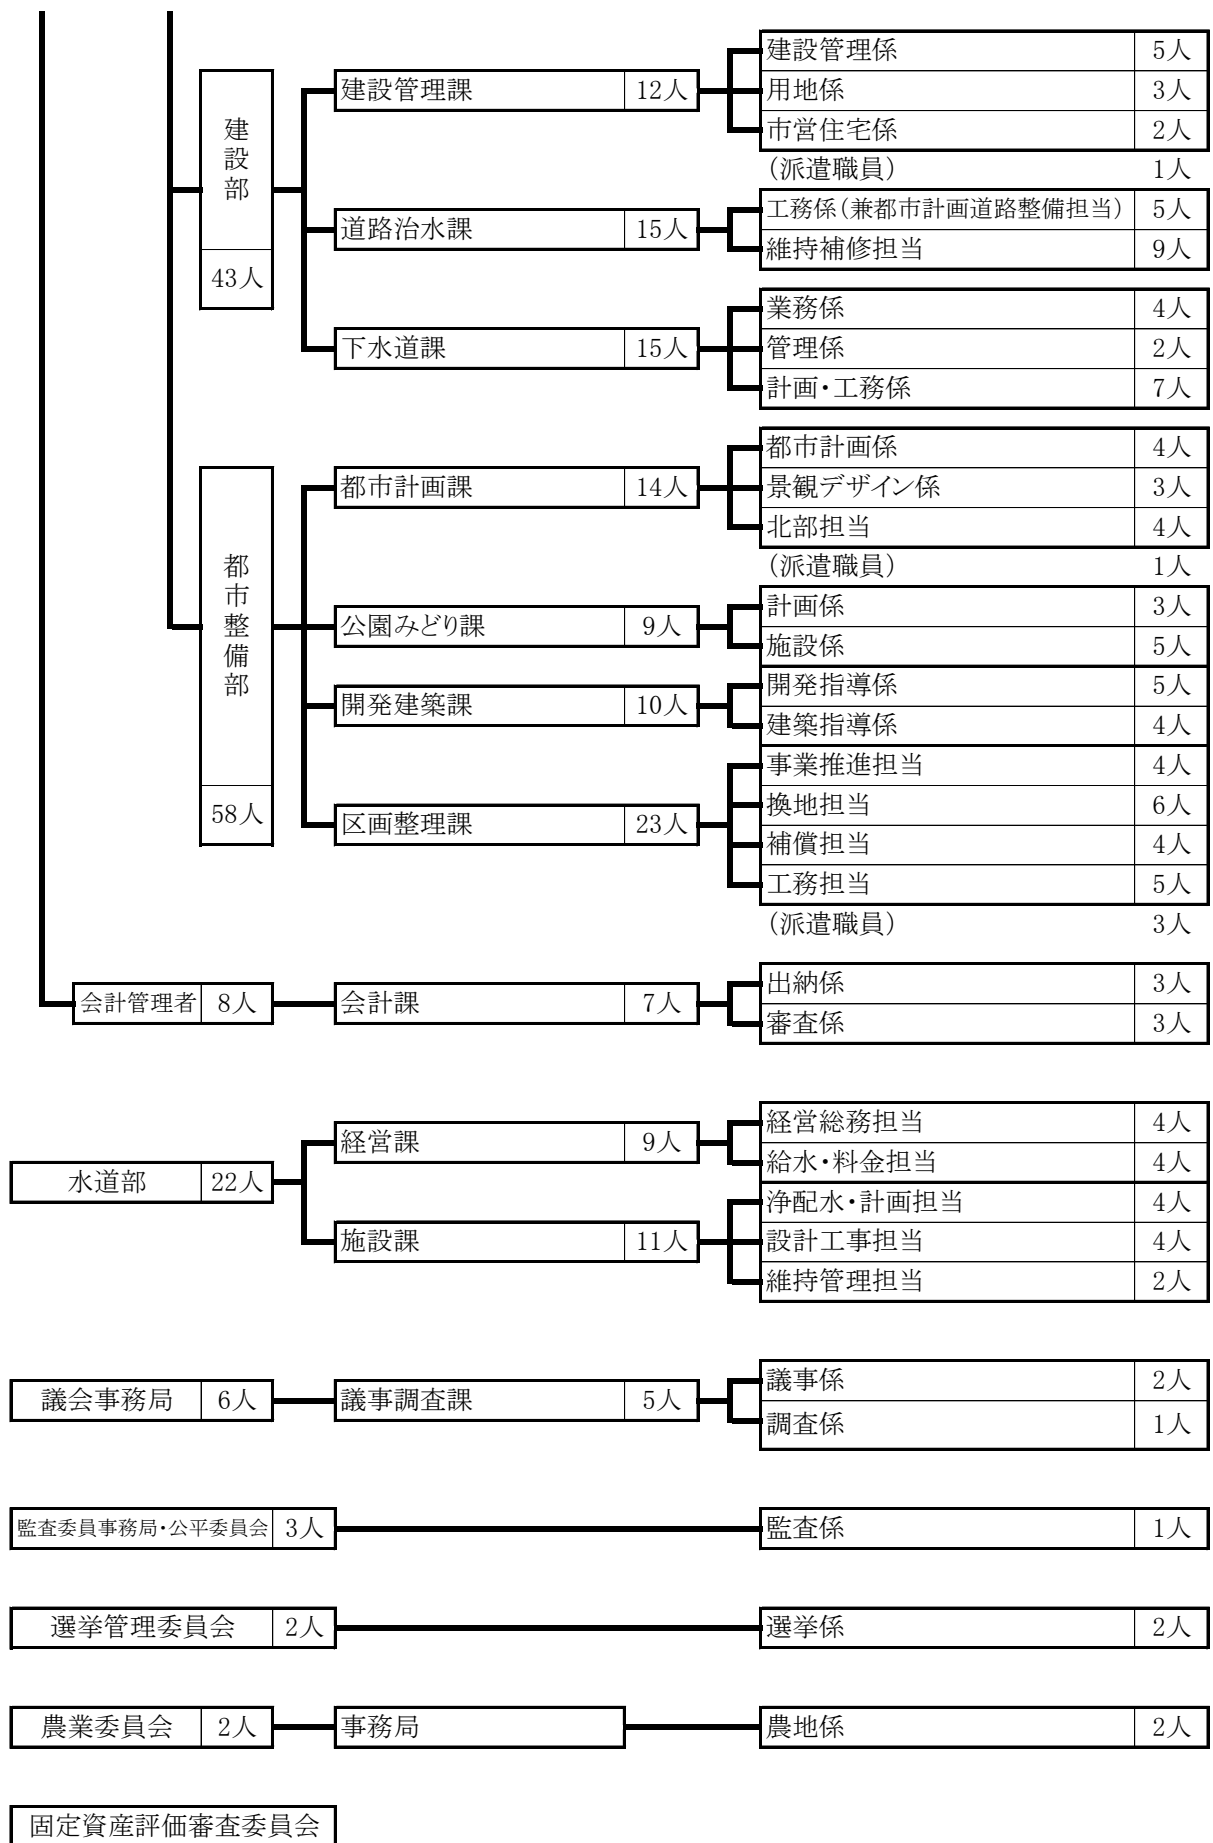 建設部 43人
建設管理課 12人
建設管理係 5人
用地係 3人
市営住宅係 2人
(派遣職員) 1人
道路治水課 15人
工務係(兼都市計画道路整備担当) 5人
維持補修担当 9人
下水道課 15人
業務係 4人
管理係 2人
計画・工務係 7人
都市整備部 58人
都市計画課 14人
都市計画係 4人
景観デザイン係 3人
北部担当 4人
(派遣職員) 1人
公園みどり課 9人
計画係 3人
施設係 5人
開発建築課 10人
開発指導係 5人
建築指導係 4人
区画整理課 23人
事業推進担当 4人
換地担当 6人
補償担当 4人
工務担当 5人
(派遣職員) 3人
会計管理者 8人
会計課 7人
出納係 3人
審査係 3人
水道部 22人
経営課 9人
経営総務担当 4人
給水・料金担当 4人
施設課 11人
浄配水・計画担当 4人
設計工事担当 4人
維持管理担当 2人
議会事務局 6人
議事調査課 5人
議事係 2人
調査係 1人
監査委員事務局・公平委員会 3人
監査係 1人
選挙管理委員会 2人
選挙係 2人
農業委員会 2人
事務局
農地係 2人
固定資産評価審査委員会